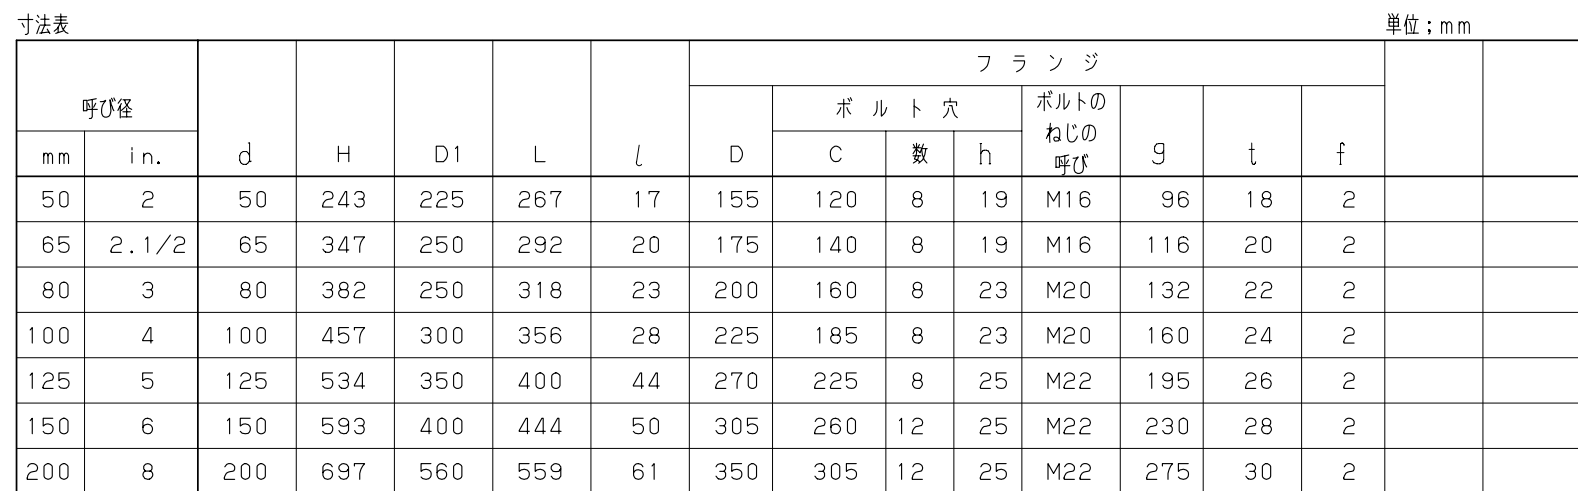 寸法表 単位；mm
フランジ
呼び径 ボルト穴 ボルトの
ねじの
mm in. d H D1 L l D C 数 h 呼び g t f
50 2 50 243 225 267 17 155 120 8 19 M16 96 18 2
65 2.1/2 65 347 250 292 20 175 140 8 19 M16 116 20 2
80 3 80 382 250 318 23 200 160 8 23 M20 132 22 2
100 4 100 457 300 356 28 225 185 8 23 M20 160 24 2
125 5 125 534 350 400 44 270 225 8 25 M22 195 26 2
150 6 150 593 400 444 50 305 260 12 25 M22 230 28 2
200 8 200 697 560 559 61 350 305 12 25 M22 275 30 2